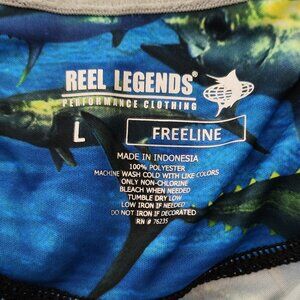 REEL LEGENDS®
PERFORMANCE CLOTHING
L FREELINE
MADE IN INDONESIA
100% POLYESTER
MACHINE WASH COLD WITH LIKE COLORS
ONLY NON-CHLORINE
BLEACH WHEN NEEDED
TUMBLE DRY LOW
LOW IRON IF NEEDED
DO NOT IRON IF DECORATED
RN # 76235